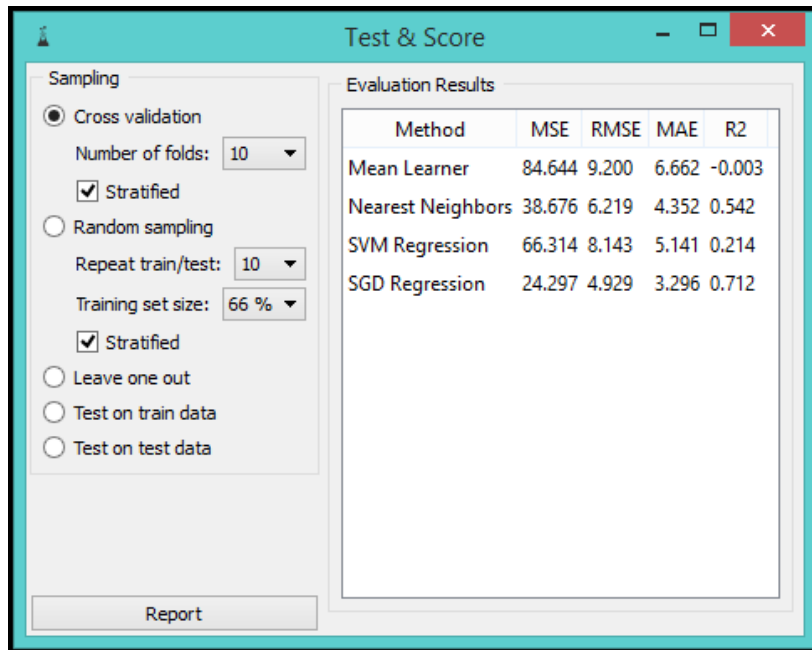 Test & Score
Sampling
Cross validation
Number of folds: 10
Stratified
Random sampling
Repeat train/test: 10
Training set size: 66 %
Stratified
Leave one out
Test on train data
Test on test data
Report
Evaluation Results
Method MSE RMSE MAE R2
Mean Learner 84.644 9.200 6.662 -0.003
Nearest Neighbors 38.676 6.219 4.352 0.542
SVM Regression 66.314 8.143 5.141 0.214
SGD Regression 24.297 4.929 3.296 0.712